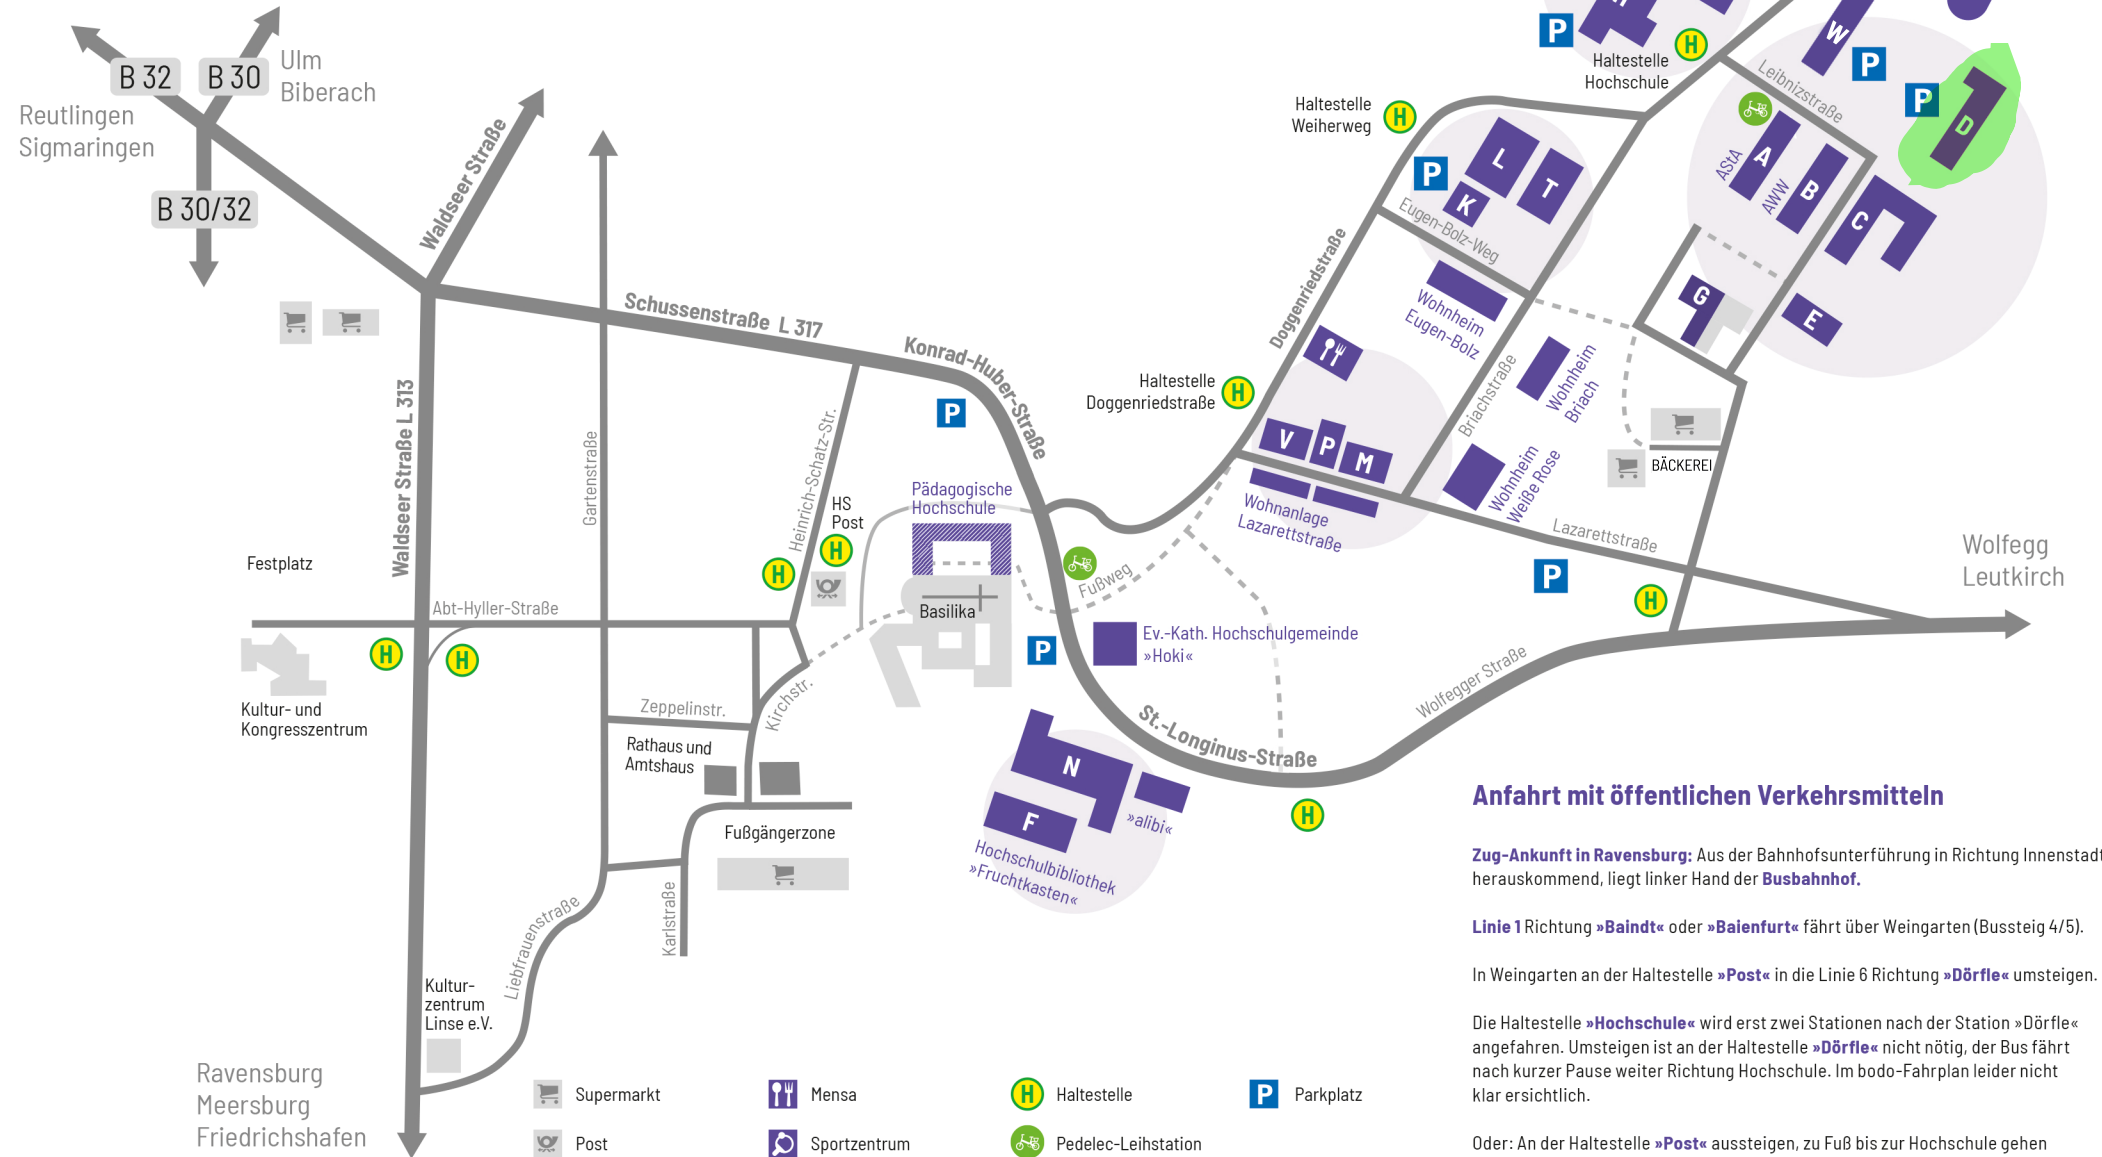 B 32
B 30
Ulm
Biberach
Reutlingen
Sigmaringen
B 30/32
Waldseer Straße
Schussenstraße L 317
Konrad-Huber-Straße
Waldseer Straße L 313
Gartenstraße
Heinrich-Schatz-Str.
HS
Post
H
H
P
Pädagogische
Hochschule
Basilika
Festplatz
Abt-Hyller-Straße
H
H
Kultur- und
Kongresszentrum
Zeppelinstr.
Kirchstr.
Rathaus und
Amtshaus
Fußgängerzone
Karlstraße
Liebfrauenstraße
Kultur-
zentrum
Linse e.V.
Ravensburg
Meersburg
Friedrichshafen
P
Haltestelle
Hochschule
H
W
P
P
D
Leibnizstraße
Haltestelle
Weiherweg
H
P
L
T
K
Eugen-Bolz-Weg
AStA
A
AWW
B
C
G
E
Wohnheim
Eugen-Bolz
Doggenriedstraße
Haltestelle
Doggenriedstraße
H
V
P
M
Briachstraße
Wohnheim
Briach
Wohnheim
Weiße Rose
BÄCKEREI
Wohnanlage
Lazarettstraße
Lazarettstraße
P
H
Wolfegg
Leutkirch
Fußweg
P
Ev.-Kath. Hochschulgemeinde
»Hoki«
Wolfegger Straße
St.-Longinus-Straße
H
N
F
»alibi«
Hochschulbibliothek
»Fruchtkasten«
Anfahrt mit öffentlichen Verkehrsmitteln
Zug-Ankunft in Ravensburg: Aus der Bahnhofsunterführung in Richtung Innenstadt
herauskommend, liegt linker Hand der Busbahnhof.
Linie 1 Richtung »Baindt« oder »Baienfurt« fährt über Weingarten (Bussteig 4/5).
In Weingarten an der Haltestelle »Post« in die Linie 6 Richtung »Dörfle« umsteigen.
Die Haltestelle »Hochschule« wird erst zwei Stationen nach der Station »Dörfle«
angefahren. Umsteigen ist an der Haltestelle »Dörfle« nicht nötig, der Bus fährt
nach kurzer Pause weiter Richtung Hochschule. Im bodo-Fahrplan leider nicht
klar ersichtlich.
Oder: An der Haltestelle »Post« aussteigen, zu Fuß bis zur Hochschule gehen
Supermarkt
Mensa
H Haltestelle
P Parkplatz
Post
Sportzentrum
Pedelec-Leihstation